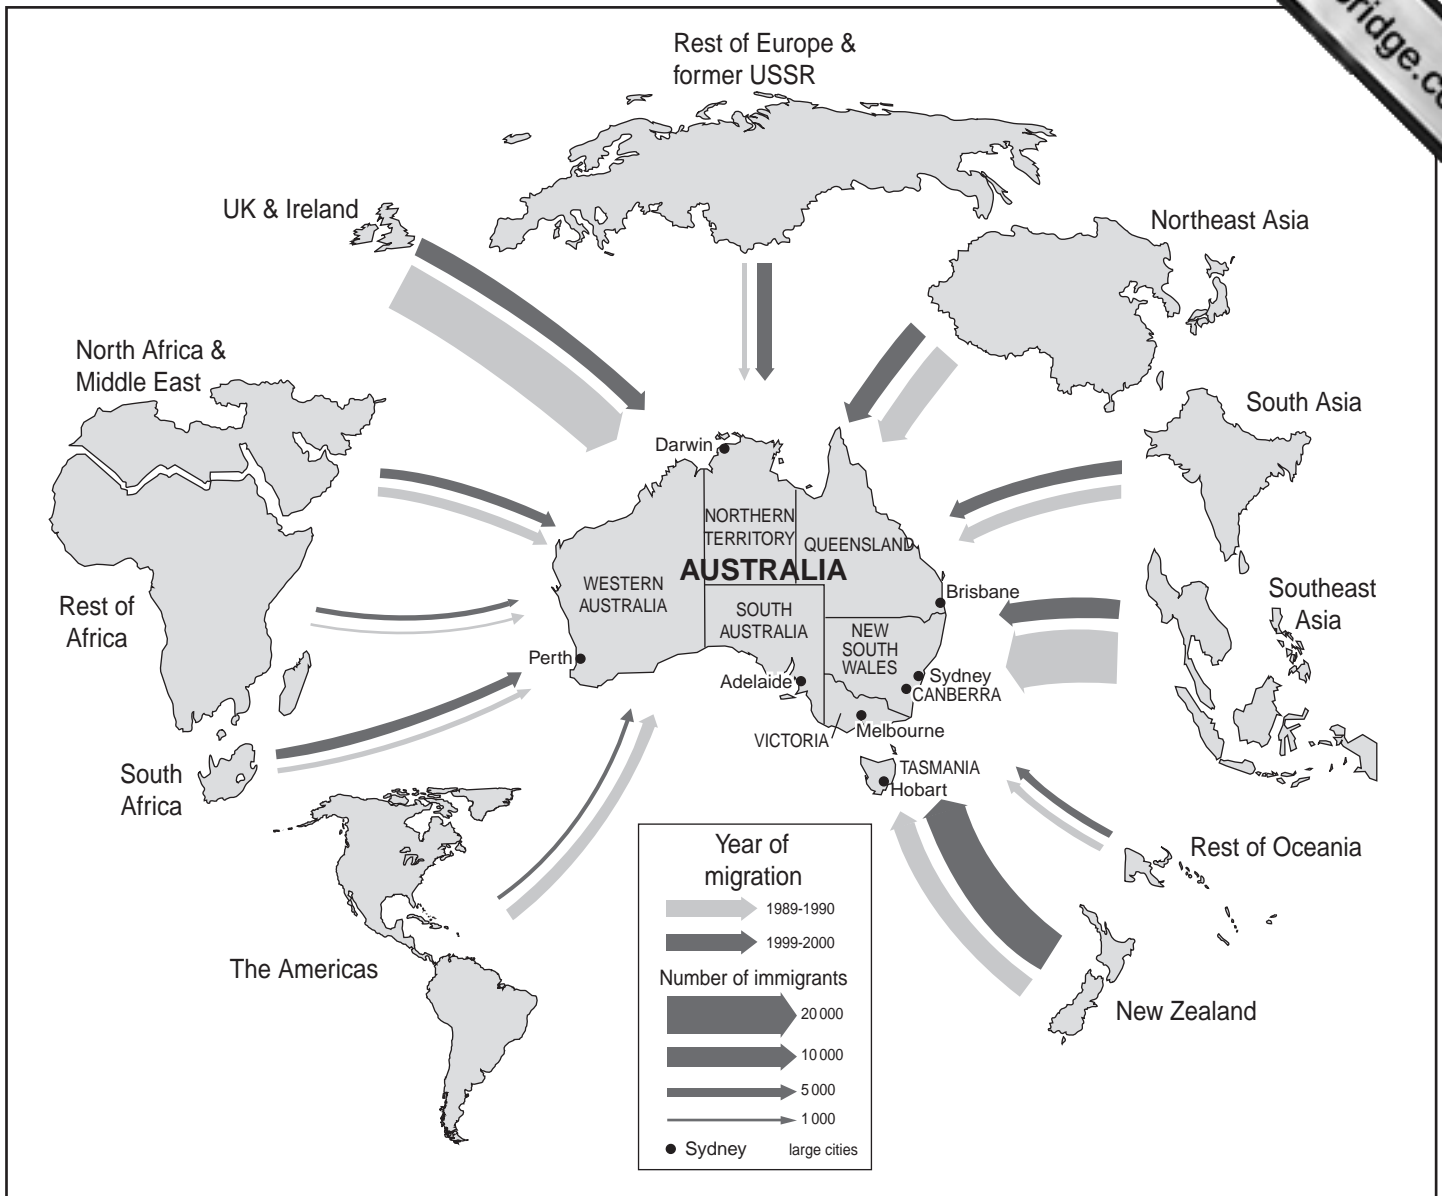 Rest of Europe &
former USSR
UK & Ireland
Northeast Asia
North Africa &
Middle East
South Asia
Darwin
NORTHERN
TERRITORY
QUEENSLAND
AUSTRALIA
WESTERN
AUSTRALIA
Brisbane
Southeast
Asia
Rest of
Africa
SOUTH
AUSTRALIA
NEW
SOUTH
WALES
Perth
Adelaide
Sydney
CANBERRA
VICTORIA
Melbourne
South
Africa
TASMANIA
Hobart
Year of
migration
Rest of Oceania
1989-1990
1999-2000
The Americas
Number of immigrants
20 000
New Zealand
10 000
5 000
1 000
Sydney large cities